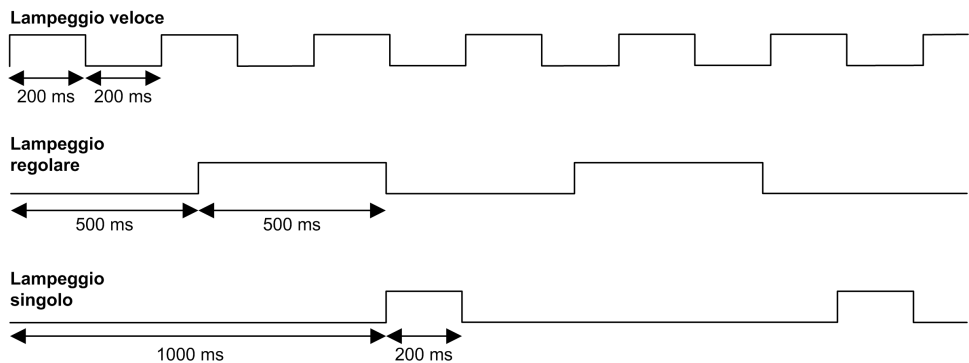 Lampeggio veloce
200 ms 200 ms
Lampeggio
regolare
500 ms 500 ms
Lampeggio
singolo
1000 ms 200 ms